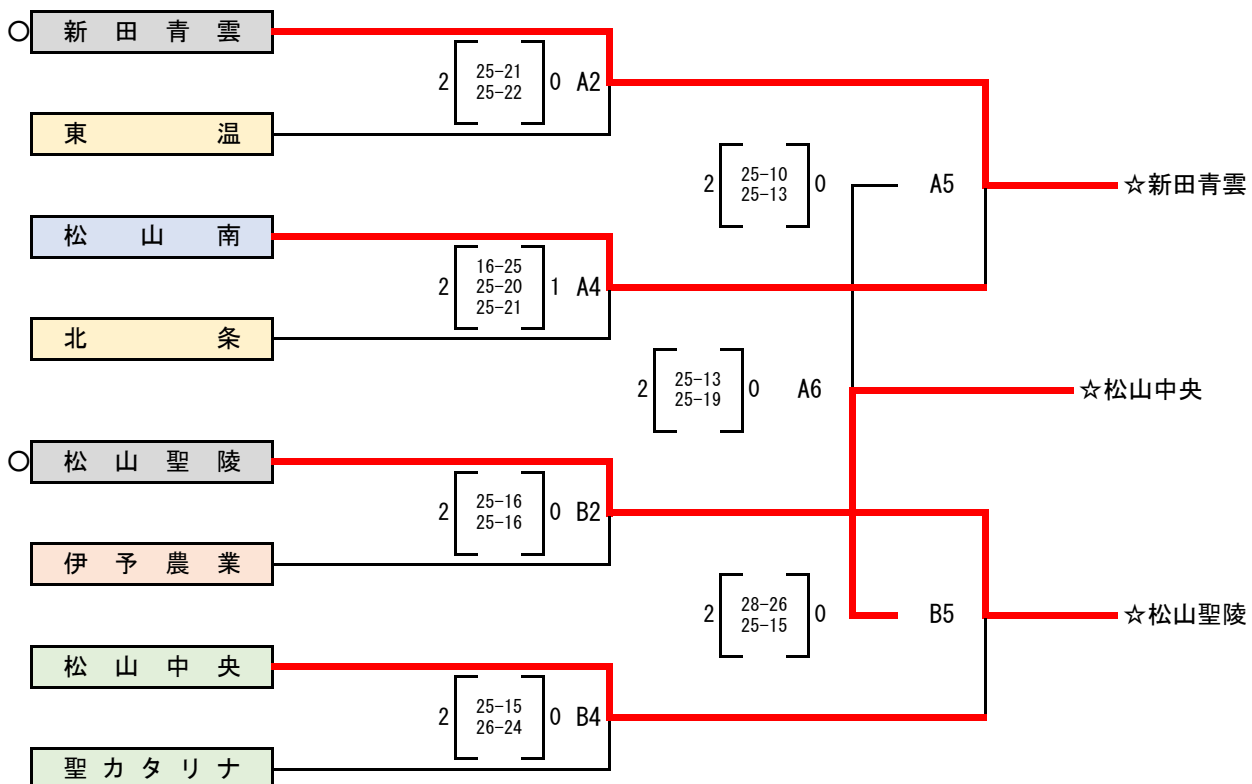 ○ 新田青雲
2 25-21 0 A2
25-22
東温
2 25-10 0 A5 ☆新田青雲
25-13
松山南
16-25
2 25-20 1 A4
25-21
北条
2 25-13 0 A6 ☆松山中央
25-19
○ 松山聖陵
2 25-16 0 B2
25-16
伊予農業
2 28-26 0 B5 ☆松山聖陵
25-15
松山中央
2 25-15 0 B4
26-24
聖カタリナ